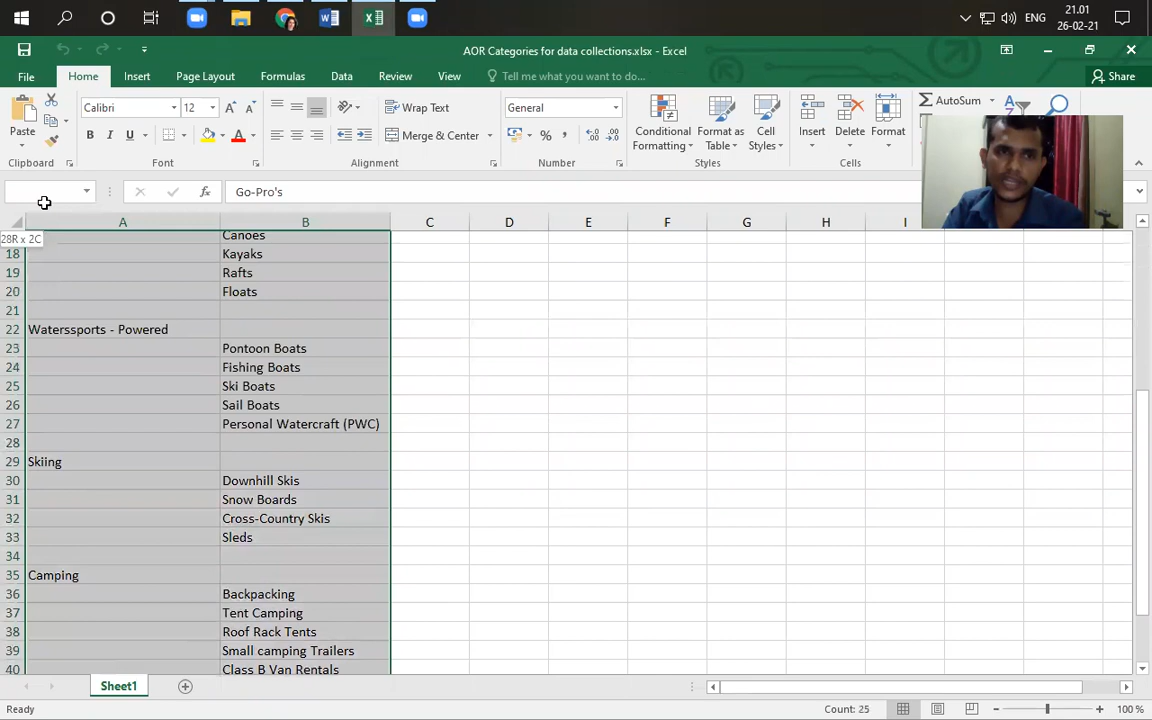 ENG
21.01
26-02-21
AOR Categories for data collections.xlsx - Excel
File Home Insert Page Layout Formulas Data Review View Tell me what you want to do... Share
Paste
Calibri 12
B I U
Wrap Text
Merge & Center
General
%
Conditional Formatting
Format as Table
Cell Styles
Insert Delete Format
AutoSum
Clipboard Font Alignment Number Styles Cells
Go-Pro's
28R x 2C
A B C D E F G H I
Canoes
18 Kayaks
19 Rafts
20 Floats
21
22 Waterssports - Powered
23 Pontoon Boats
24 Fishing Boats
25 Ski Boats
26 Sail Boats
27 Personal Watercraft (PWC)
28
29 Skiing
30 Downhill Skis
31 Snow Boards
32 Cross-Country Skis
33 Sleds
34
35 Camping
36 Backpacking
37 Tent Camping
38 Roof Rack Tents
39 Small camping Trailers
40 Class B Van Rentals
Sheet1
Ready
Count: 25
100 %